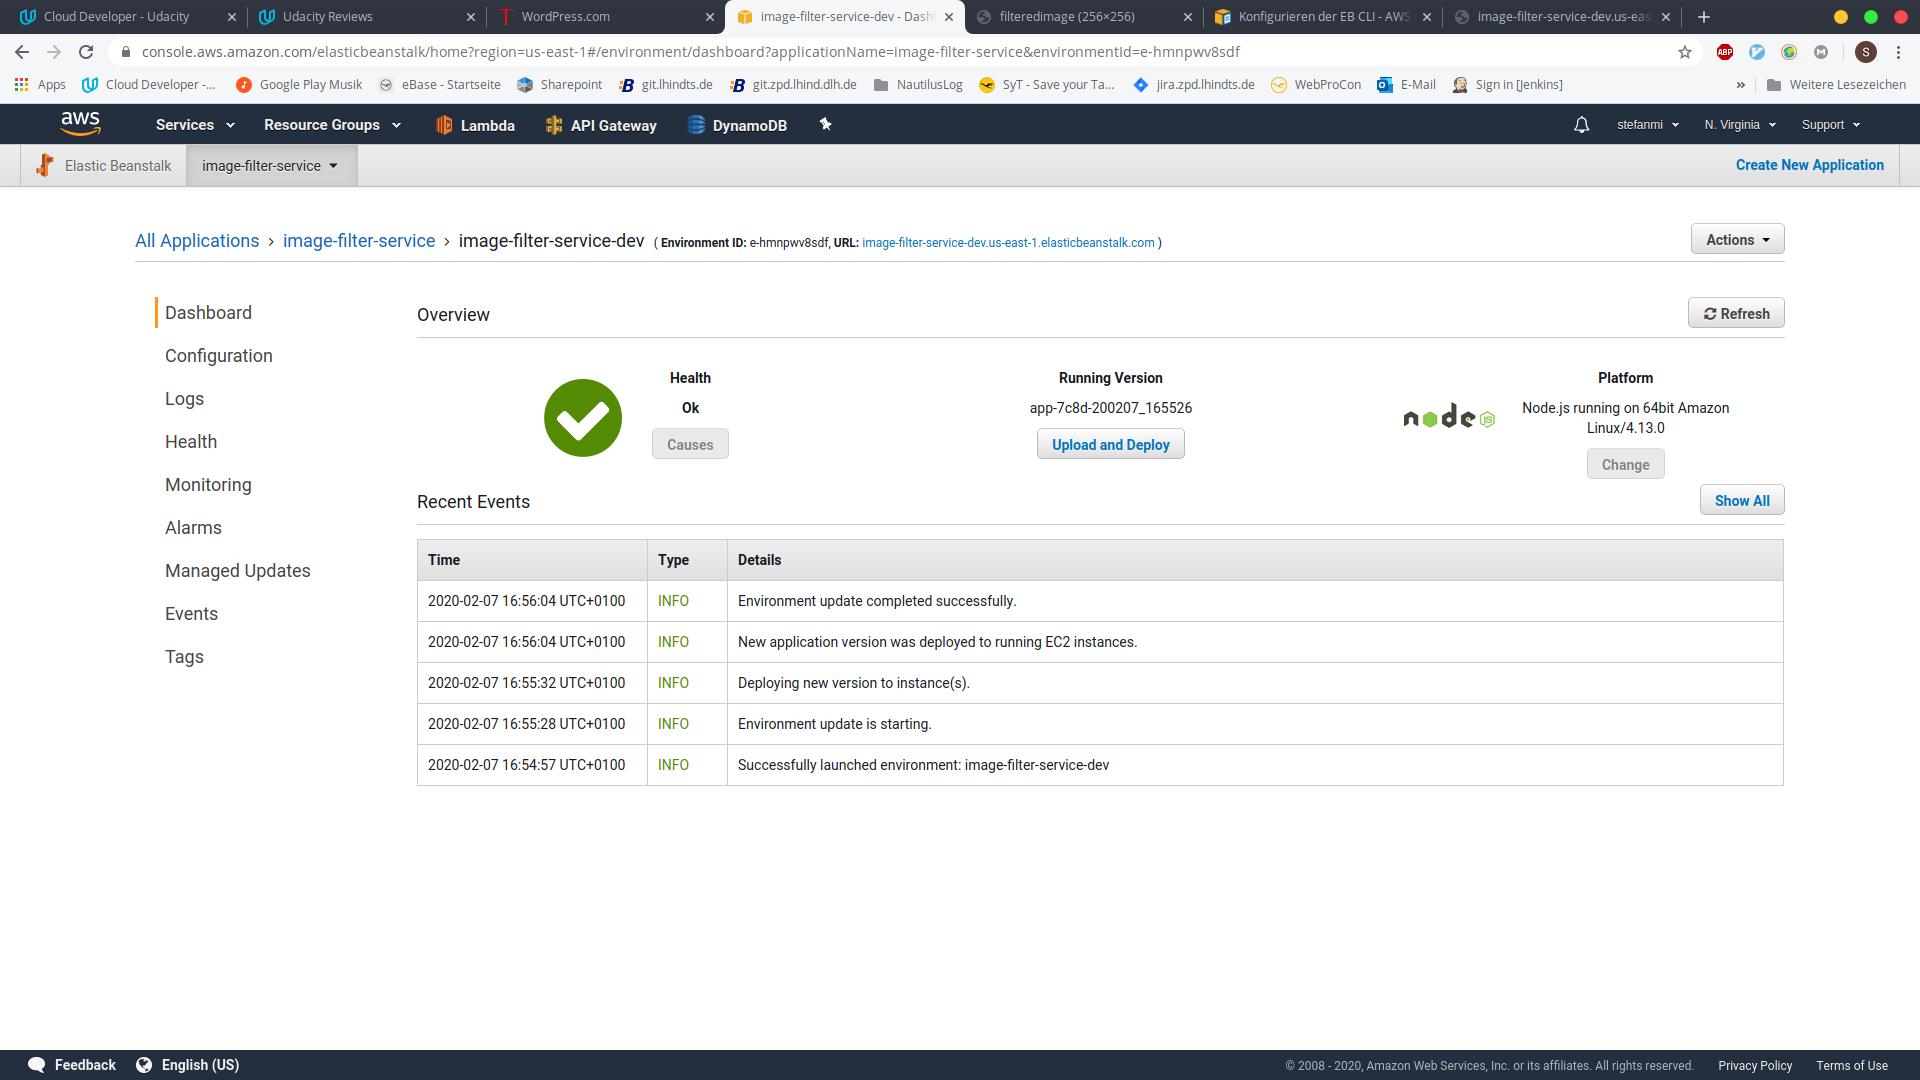 Cloud Developer - Udacity
Udacity Reviews
WordPress.com
image-filter-service-dev - Dash
filteredimage (256×256)
Konfigurieren der EB CLI - AWS
image-filter-service-dev.us-eas
console.aws.amazon.com/elasticbeanstalk/home?region=us-east-1#/environment/dashboard?applicationName=image-filter-service&environmentId=e-hmnpwv8sdf
ABP
S
Apps
Cloud Developer -...
Google Play Musik
eBase - Startseite
Sharepoint
git.lhindts.de
git.zpd.lhind.dlh.de
NautilusLog
SyT - Save your Ta...
jira.zpd.lhindts.de
WebProCon
E-Mail
Sign in [Jenkins]
»
Weitere Lesezeichen
aws
Services
Resource Groups
Lambda
API Gateway
DynamoDB
stefanmi
N. Virginia
Support
Elastic Beanstalk
image-filter-service
Create New Application
All Applications › image-filter-service › image-filter-service-dev ( Environment ID: e-hmnpwv8sdf, URL: image-filter-service-dev.us-east-1.elasticbeanstalk.com )
Actions
Dashboard
Configuration
Logs
Health
Monitoring
Alarms
Managed Updates
Events
Tags
Overview
Refresh
Health
Ok
Causes
Running Version
app-7c8d-200207_165526
Upload and Deploy
node JS
Platform
Node.js running on 64bit Amazon
Linux/4.13.0
Change
Recent Events
Show All
Time Type Details
2020-02-07 16:56:04 UTC+0100 INFO Environment update completed successfully.
2020-02-07 16:56:04 UTC+0100 INFO New application version was deployed to running EC2 instances.
2020-02-07 16:55:32 UTC+0100 INFO Deploying new version to instance(s).
2020-02-07 16:55:28 UTC+0100 INFO Environment update is starting.
2020-02-07 16:54:57 UTC+0100 INFO Successfully launched environment: image-filter-service-dev
Feedback
English (US)
© 2008 - 2020, Amazon Web Services, Inc. or its affiliates. All rights reserved.
Privacy Policy
Terms of Use